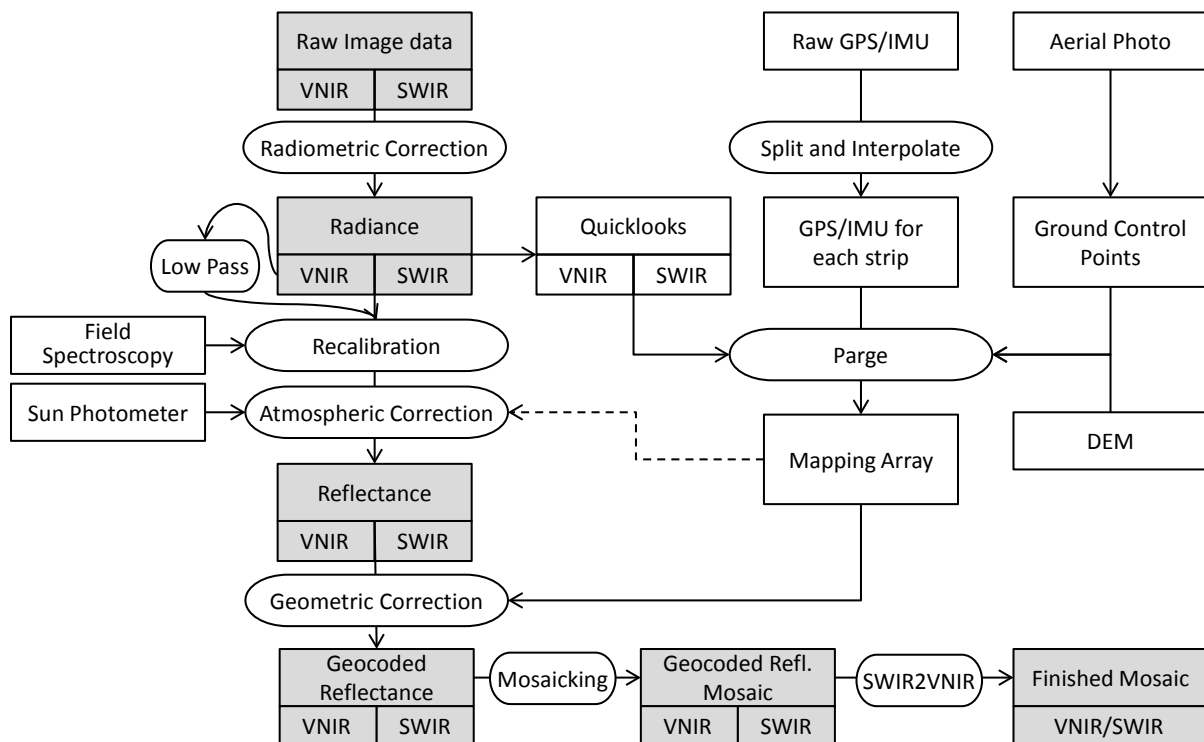 Raw Image data
VNIR SWIR
Raw GPS/IMU
Aerial Photo
Radiometric Correction
Split and Interpolate
Radiance
VNIR SWIR
Quicklooks
VNIR SWIR
GPS/IMU for
each strip
Ground Control
Points
Low Pass
Field
Spectroscopy
Recalibration
Parge
Sun Photometer
Atmospheric Correction
Mapping Array
DEM
Reflectance
VNIR SWIR
Geometric Correction
Geocoded
Reflectance
VNIR SWIR
Mosaicking
Geocoded Refl.
Mosaic
VNIR SWIR
SWIR2VNIR
Finished Mosaic
VNIR/SWIR